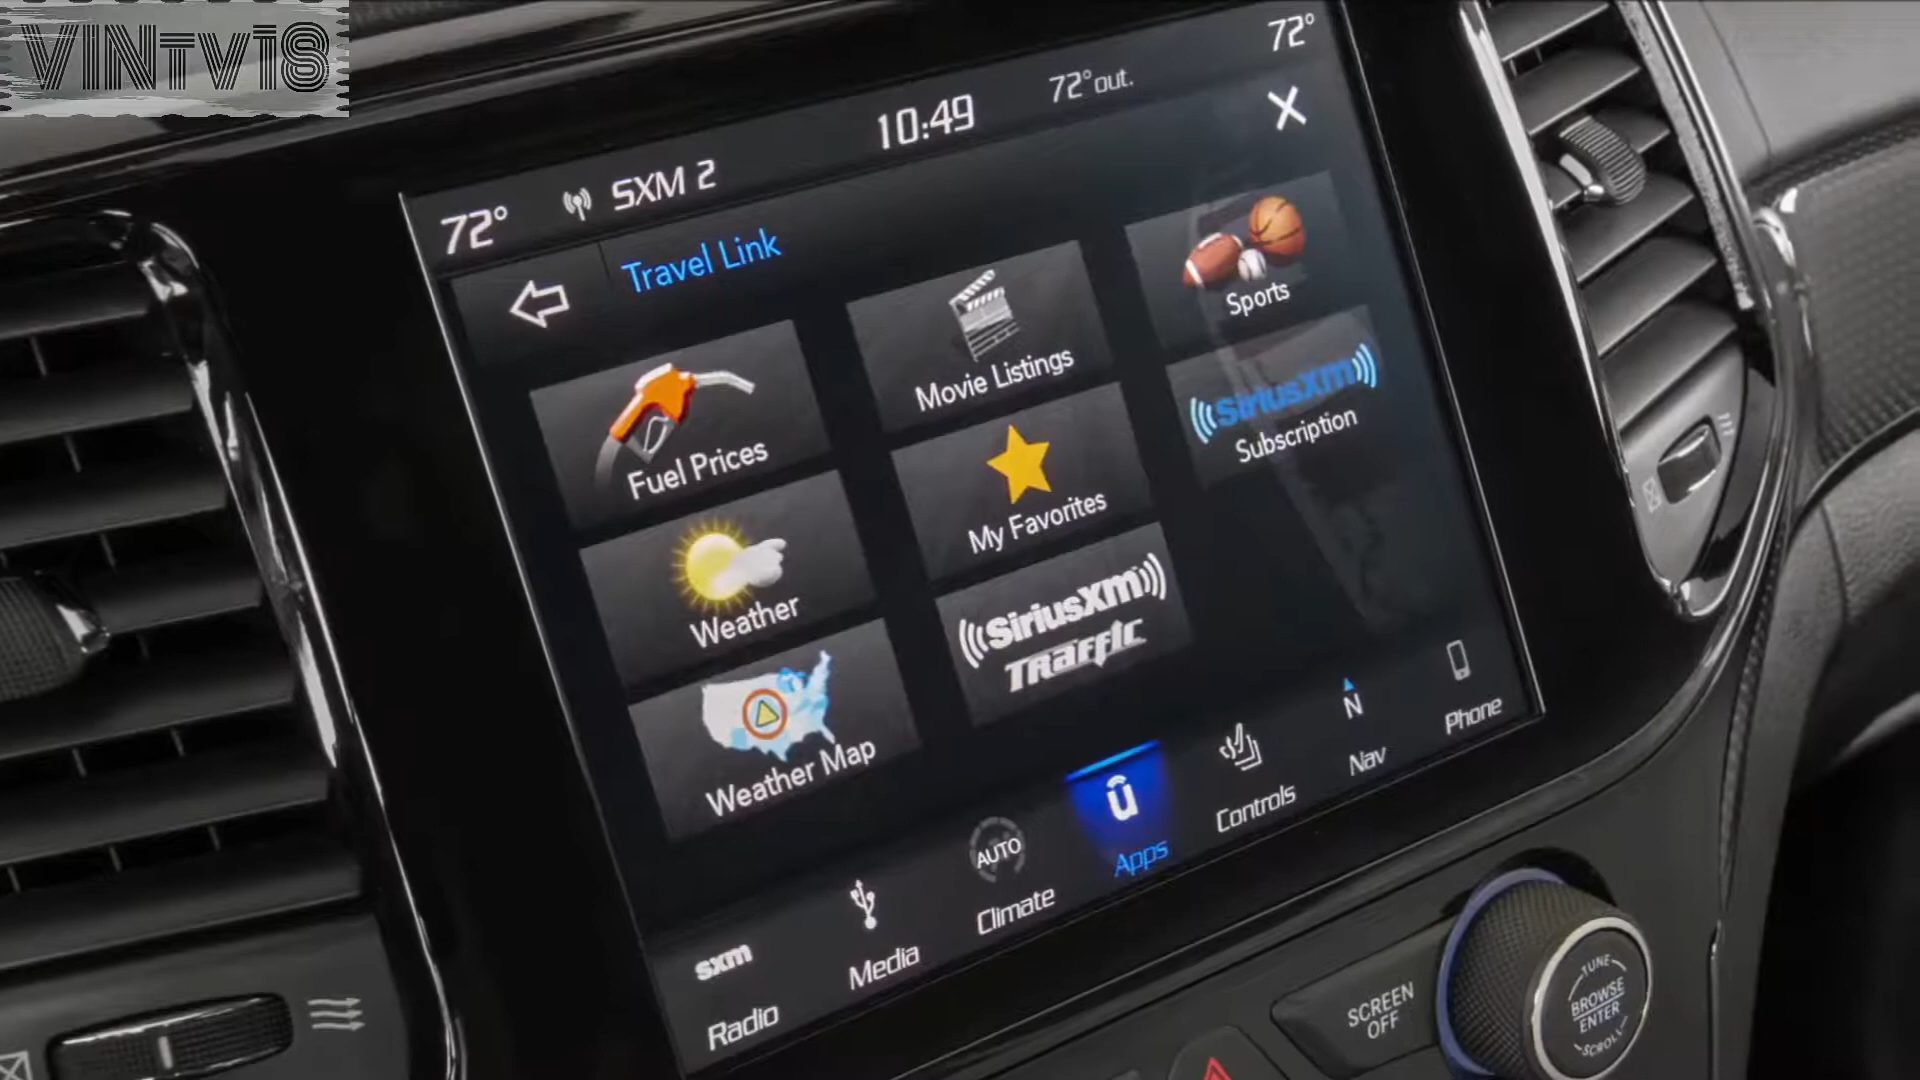 VINTV18
72°
SXM 2
10:49
72° out.
72°
X
Travel Link
Fuel Prices
Movie Listings
Sports
Weather
My Favorites
SiriusXM
Subscription
Weather Map
SiriusXM
TRAFFIC
sxm
Radio
Media
AUTO
Climate
ū
Apps
Controls
N
Nav
Phone
SCREEN
OFF
TUNE
BROWSE
ENTER
SCROLL